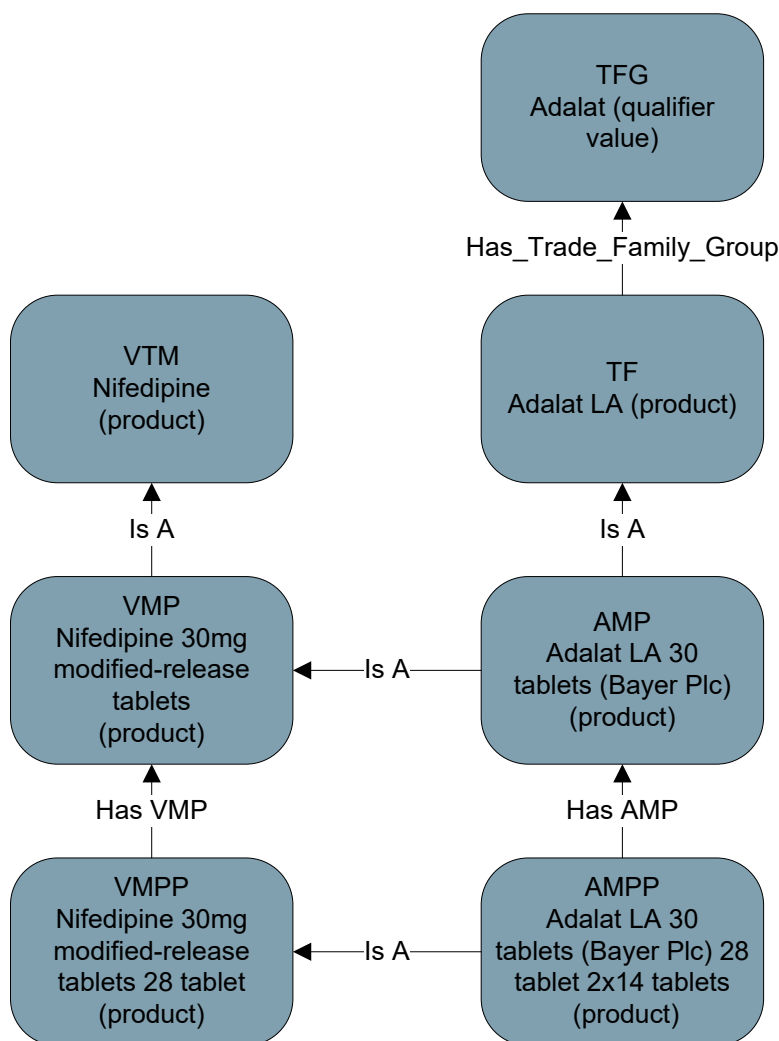 TFG
Adalat (qualifier
value)
Has_Trade_Family_Group
VTM
Nifedipine
(product)
TF
Adalat LA (product)
Is A
Is A
VMP
Nifedipine 30mg
modified-release
tablets
(product)
Is A
AMP
Adalat LA 30
tablets (Bayer Plc)
(product)
Has VMP
Has AMP
VMPP
Nifedipine 30mg
modified-release
tablets 28 tablet
(product)
Is A
AMPP
Adalat LA 30
tablets (Bayer Plc) 28
tablet 2x14 tablets
(product)